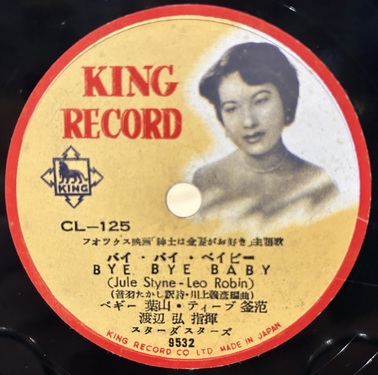 KING
RECORD
KING
CL-125
フオツクス映画「紳士は金髪がお好き」主題歌
バイ・バイ・ベイビー
BYE BYE BABY
(Jule Styne-Leo Robin)
(音羽たかし訳詩・川上義彦編曲)
ペギー 葉山・ティーブ 釜范
渡辺 弘 指揮
スターダスターズ
9532
KING RECORD CO LTD MADE IN JAPAN